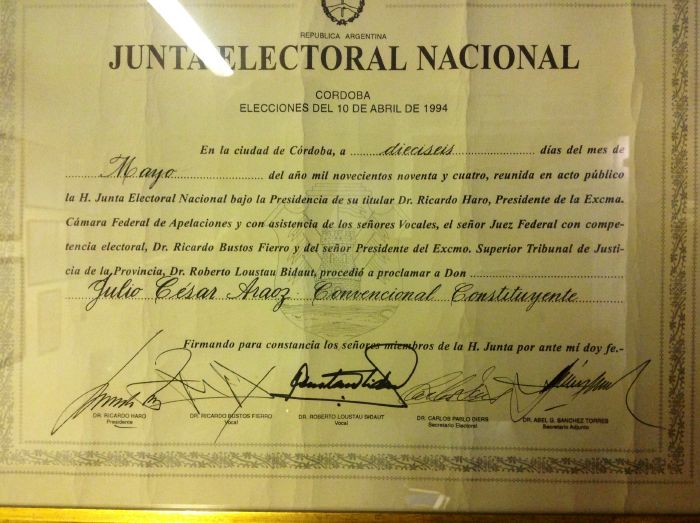 REPUBLICA ARGENTINA
JUNTA ELECTORAL NACIONAL
CORDOBA
ELECCIONES DEL 10 DE ABRIL DE 1994
En la ciudad de Córdoba, a dieciseis días del mes de
Mayo del año mil novecientos noventa y cuatro, reunida en acto público
la H. Junta Electoral Nacional bajo la Presidencia de su titular Dr. Ricardo Haro, Presidente de la Excma.
Cámara Federal de Apelaciones y con asistencia de los señores Vocales, el señor Juez Federal con compe-
tencia electoral, Dr. Ricardo Bustos Fierro y del señor Presidente del Excmo. Superior Tribunal de Justi-
cia de la Provincia, Dr. Roberto Loustau Bidaut, procedió a proclamar a Don
Julio César Araoz Convencional Constituyente
Firmando para constancia los señores miembros de la H. Junta por ante mi doy fe.-
DR. RICARDO HARO DR. RICARDO BUSTOS FIERRO DR. ROBERTO LOUSTAU BIDAUT DR. CARLOS PABLO OIERS DR. ABEL G. SANCHEZ TORRES
Presidente Vocal Vocal Secretario Electoral Secretario Adjunto